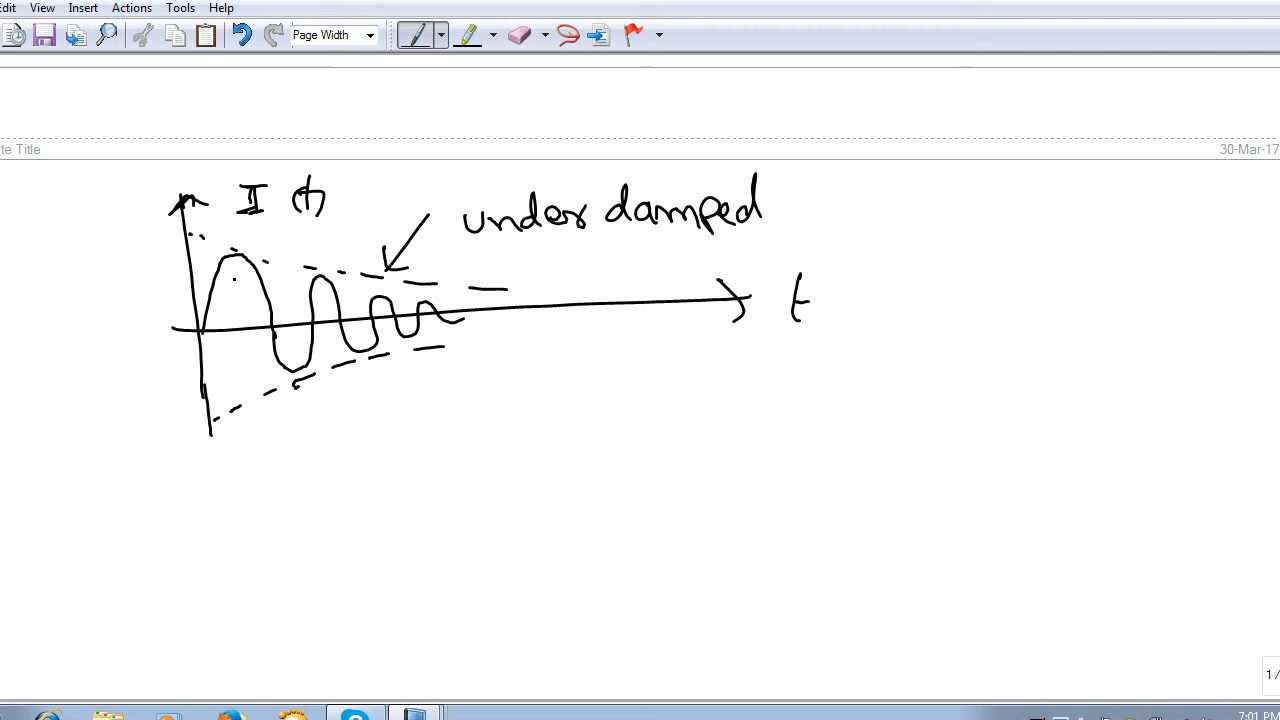 Edit View Insert Actions Tools Help
Page Width
te Title
30-Mar-17
I (t)
under damped
t
1/
7:01 PM